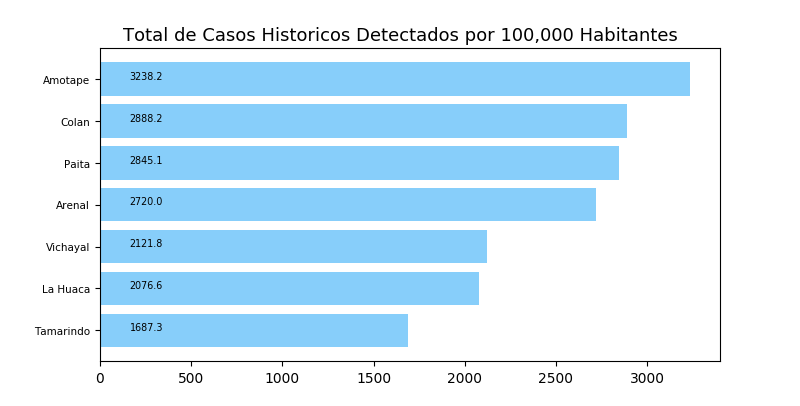 Total de Casos Historicos Detectados por 100,000 Habitantes
Amotape 3238.2
Colan 2888.2
Paita 2845.1
Arenal 2720.0
Vichayal 2121.8
La Huaca 2076.6
Tamarindo 1687.3
0 500 1000 1500 2000 2500 3000